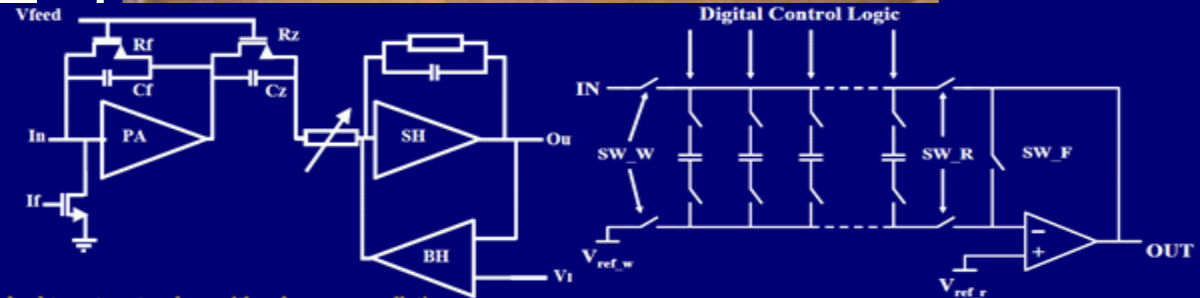 Vfeed
Rf
Rz
Cf
Cz
In
PA
SH
Ou
If
BH
V1
Digital Control Logic
IN
SW_W
SW_R
SW_F
Vref_w
Vref_r
OUT